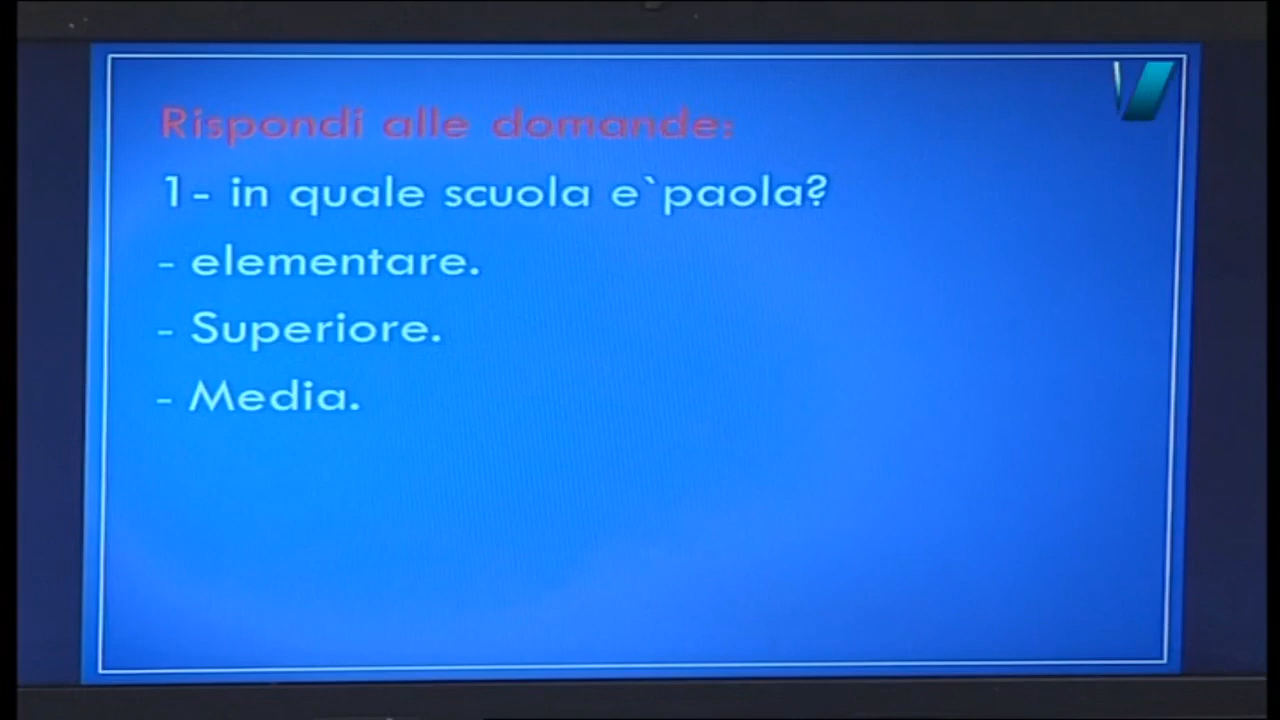 Rispondi alle domande:
1- in quale scuola e`paola?
- elementare.
- Superiore.
- Media.